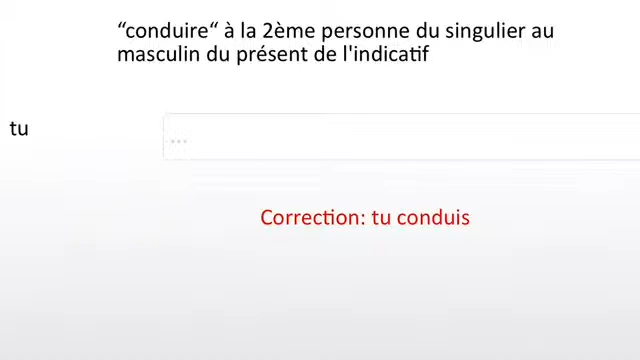 “conduire“ à la 2ème personne du singulier au
masculin du présent de l'indicatif
tu
...
Correction: tu conduis